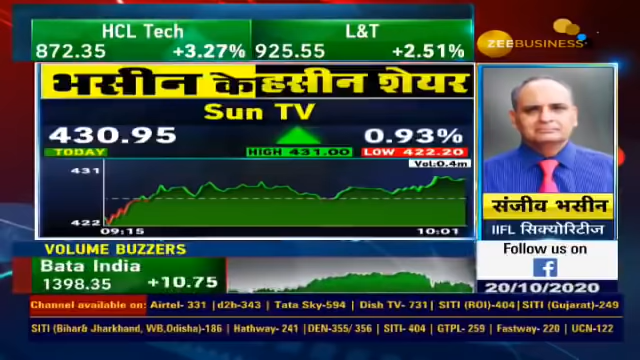 HCL Tech
872.35 +3.27%
L&T
925.55 +2.51%
ZEEBUSINESS
भसीन के हसीन शेयर
Sun TV
430.95 0.93%
TODAY HIGH 431.00 LOW 422.20
Vol:0.4m
431
422
09:15 10:01
संजीव भसीन
IIFL सिक्योरिटीज
VOLUME BUZZERS
Bata India
1398.35 +10.75
Follow us on
f
20/10/2020
Channel available on: Airtel- 331 | d2h-343 | Tata Sky-594 | Dish TV- 731| SITI (ROI)-404| SITI (Gujarat)-249
SITI (Bihar& Jharkhand, WB,Odisha)-186 | Hathway- 241 |DEN-355/ 356 | SITI- 404 | GTPL- 259 | Fastway- 220 | UCN-122